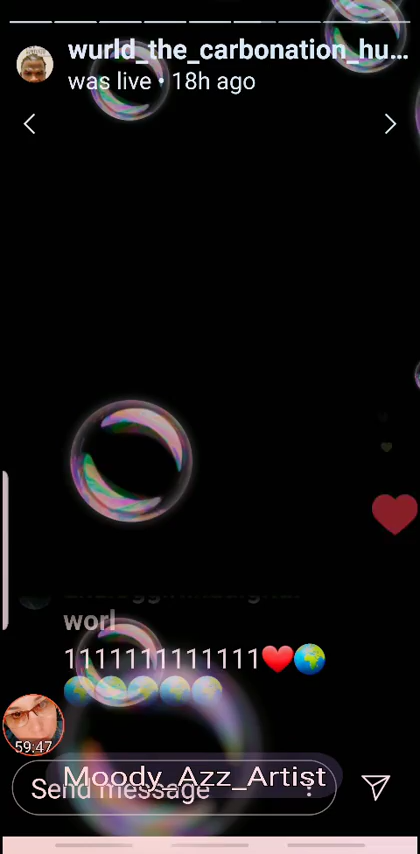 wurld_the_carbonation_hu...
was live • 18h ago
worl
1111111111111❤️🌍
🌍🌍🌍🌍🌍
59:47
Moody_Azz_Artist
Send message